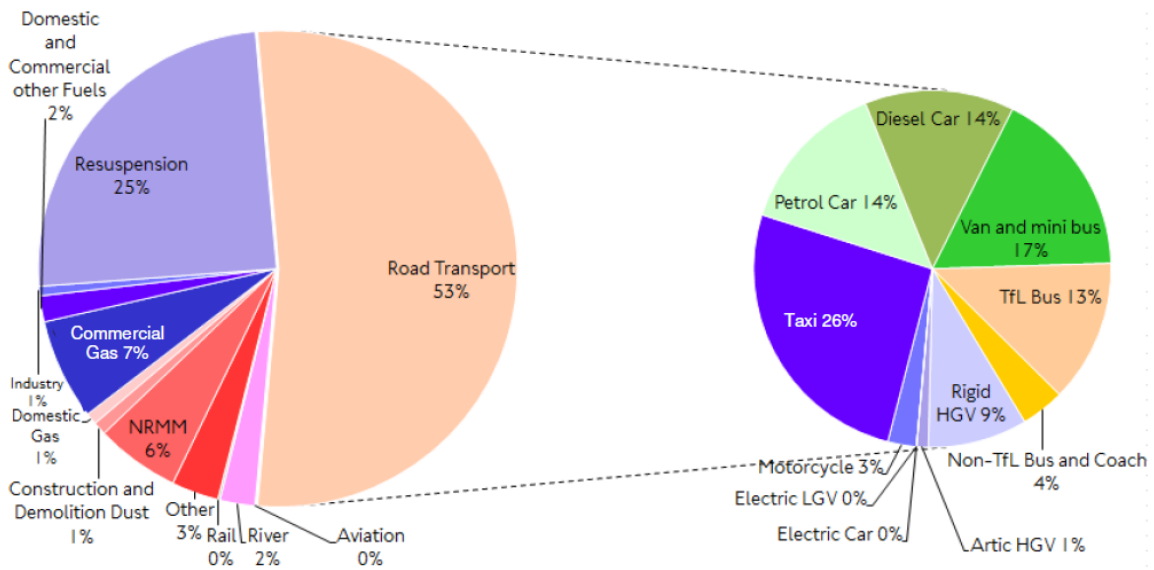 Domestic
and
Commercial
other Fuels
2%
Resuspension
25%
Road Transport
53%
Commercial
Gas 7%
Industry
1%
Domestic
Gas
1%
NRMM
6%
Construction and
Demolition Dust
1%
Other
3%
Rail
0%
River
2%
Aviation
0%
Diesel Car 14%
Petrol Car 14%
Van and mini bus
17%
TfL Bus 13%
Taxi 26%
Rigid
HGV 9%
Non-TfL Bus and Coach
4%
Motorcycle 3%
Electric LGV 0%
Electric Car 0%
Artic HGV 1%